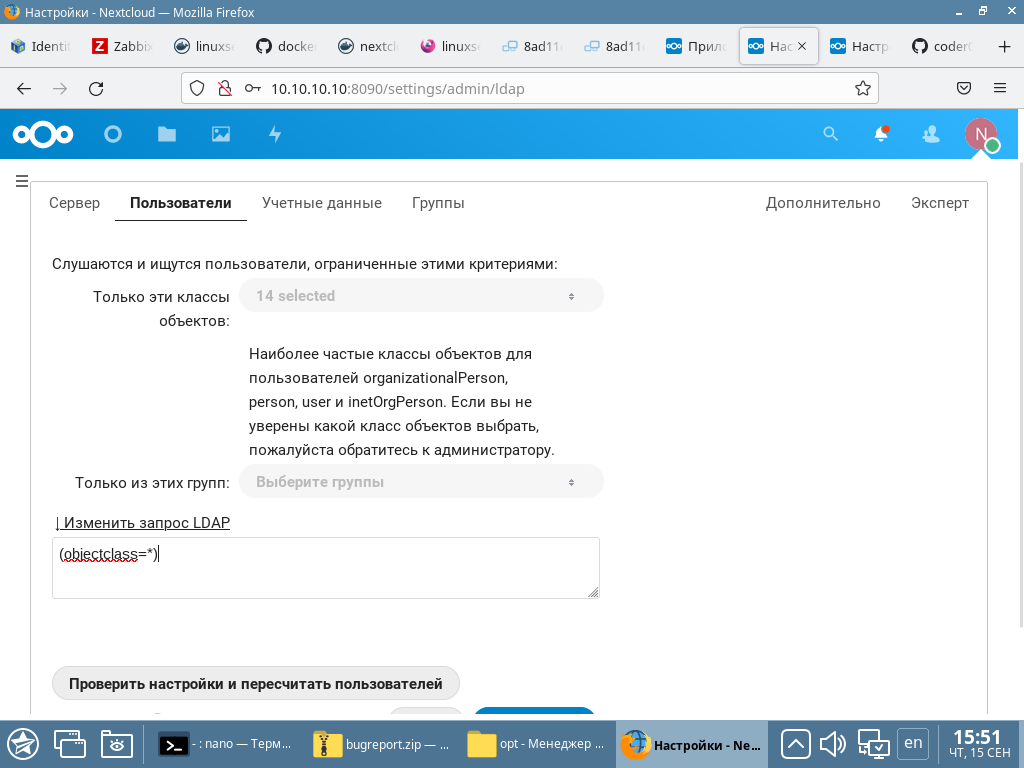 Настройки - Nextcloud — Mozilla Firefox
Identi Zabbi linuxse docke nextcl linuxse 8ad11 8ad11 Прил Нас Настр coder
10.10.10.10:8090/settings/admin/ldap
N
Сервер Пользователи Учетные данные Группы Дополнительно Эксперт
Слушаются и ищутся пользователи, ограниченные этими критериями:
Только эти классы 14 selected
объектов:
Наиболее частые классы объектов для
пользователей organizationalPerson,
person, user и inetOrgPerson. Если вы не
уверены какой класс объектов выбрать,
пожалуйста обратитесь к администратору.
Только из этих групп: Выберите группы
↓ Изменить запрос LDAP
(objectclass=*)
Проверить настройки и пересчитать пользователей
- : nano — Терм... bugreport.zip — ... opt - Менеджер ... Настройки - Ne... en 15:51
ЧТ, 15 СЕН